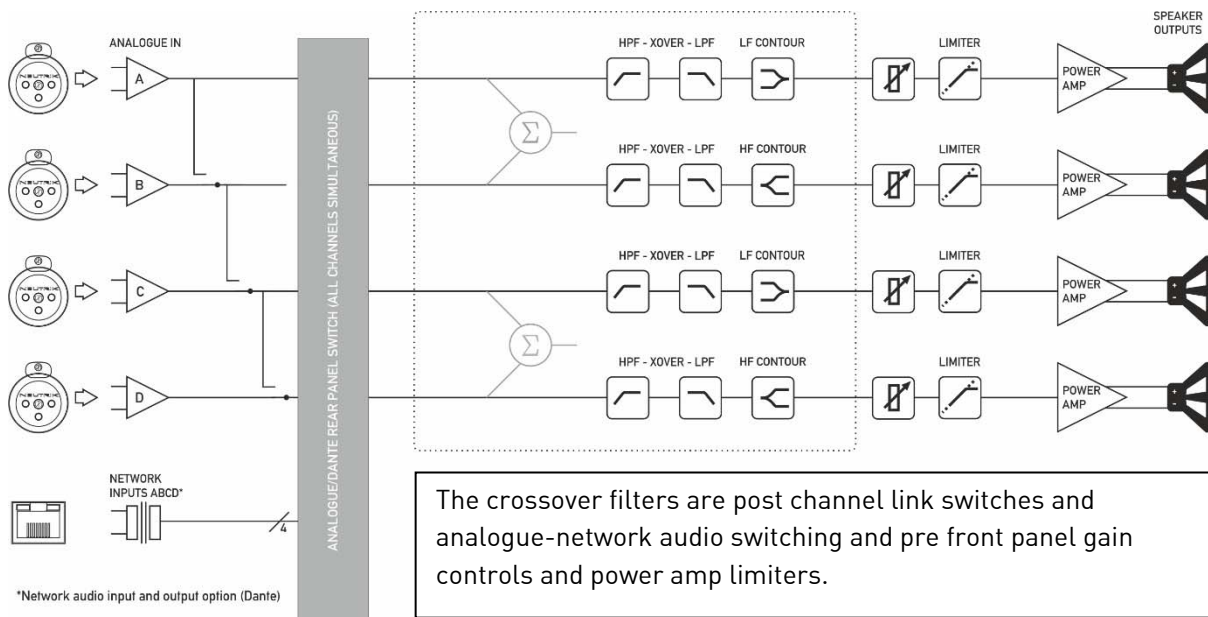 SPEAKER
OUTPUTS
ANALOGUE IN
HPF - XOVER - LPF
LF CONTOUR
LIMITER
NEUTRIK
A
Σ
POWER
AMP
HPF - XOVER - LPF
HF CONTOUR
LIMITER
NEUTRIK
B
POWER
AMP
HPF - XOVER - LPF
LF CONTOUR
LIMITER
NEUTRIK
C
Σ
POWER
AMP
HPF - XOVER - LPF
HF CONTOUR
LIMITER
NEUTRIK
D
POWER
AMP
ANALOGUE/DANTE REAR PANEL SWITCH (ALL CHANNELS SIMULTANEOUS)
NETWORK
INPUTS ABCD*
4
*Network audio input and output option (Dante)
The crossover filters are post channel link switches and
analogue-network audio switching and pre front panel gain
controls and power amp limiters.